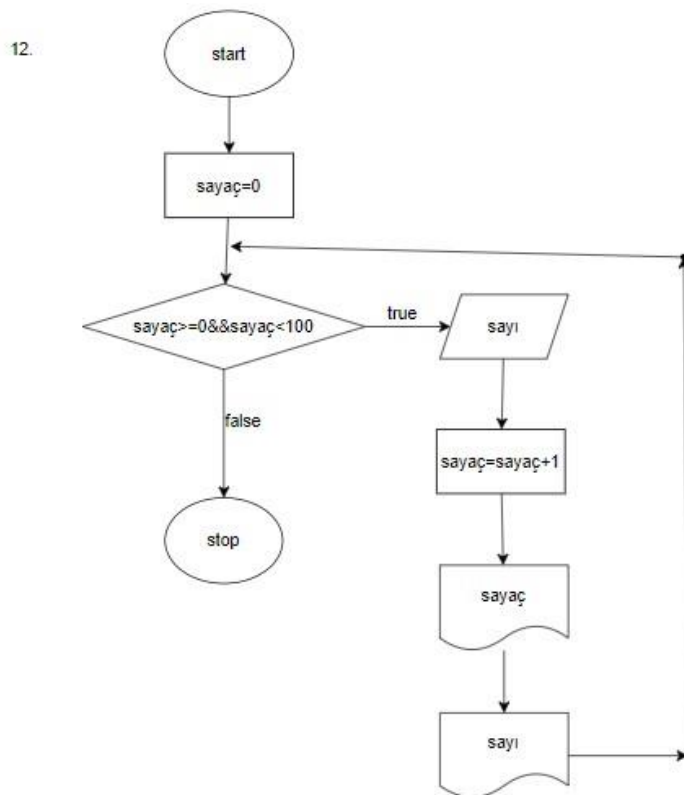 12.
start
sayaç=0
sayaç>=0&&sayaç<100
true
sayı
false
sayaç=sayaç+1
stop
sayaç
sayı